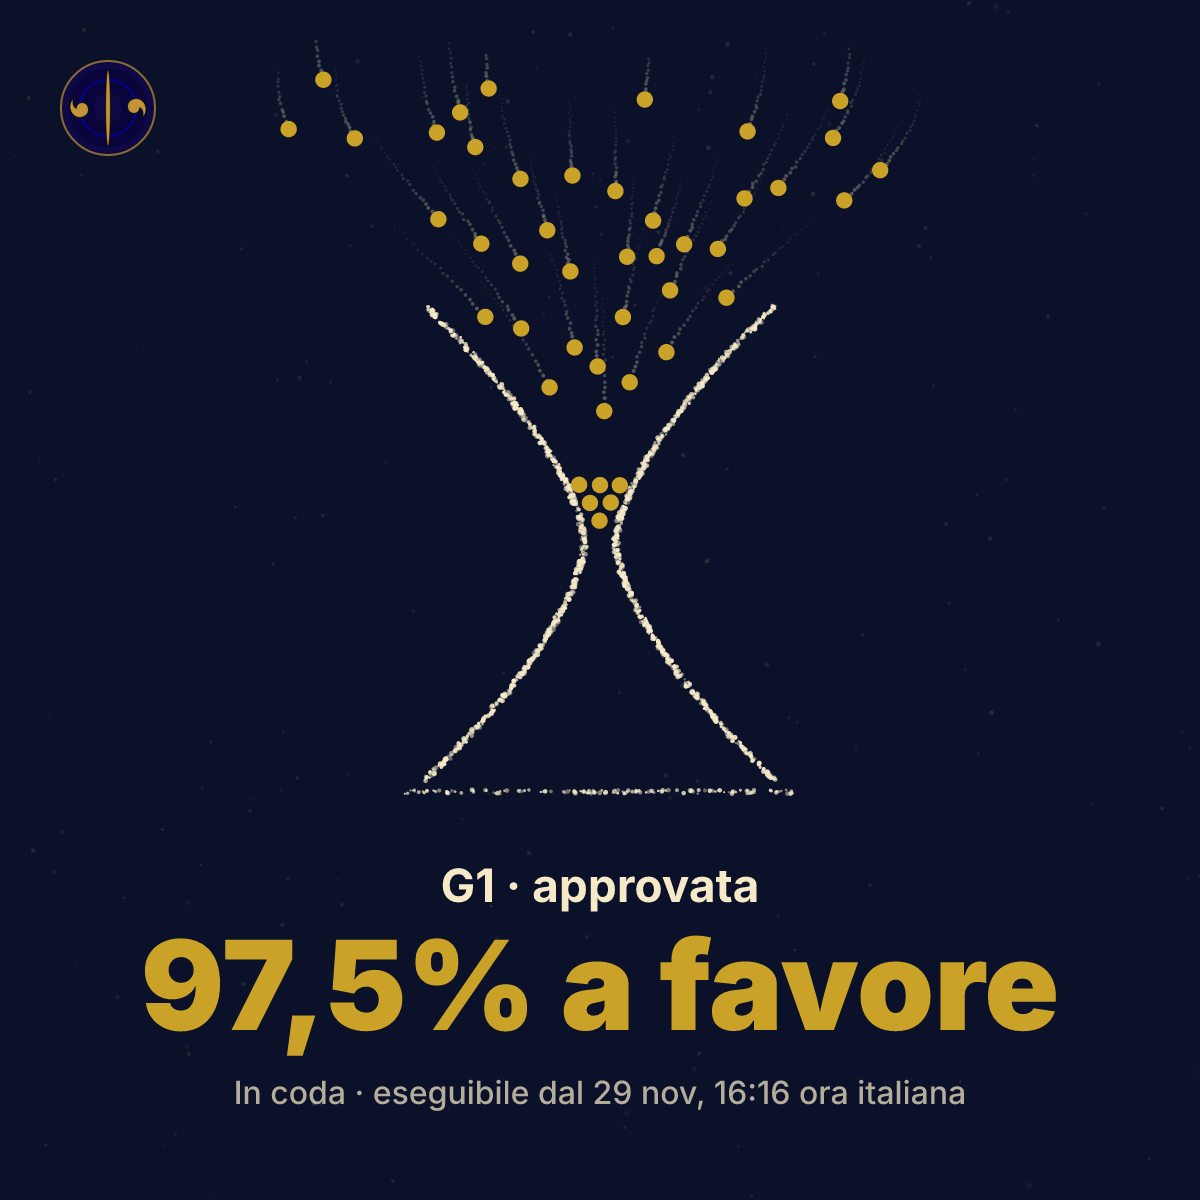 G1 · approvata
97,5% a favore
In coda · eseguibile dal 29 nov, 16:16 ora italiana